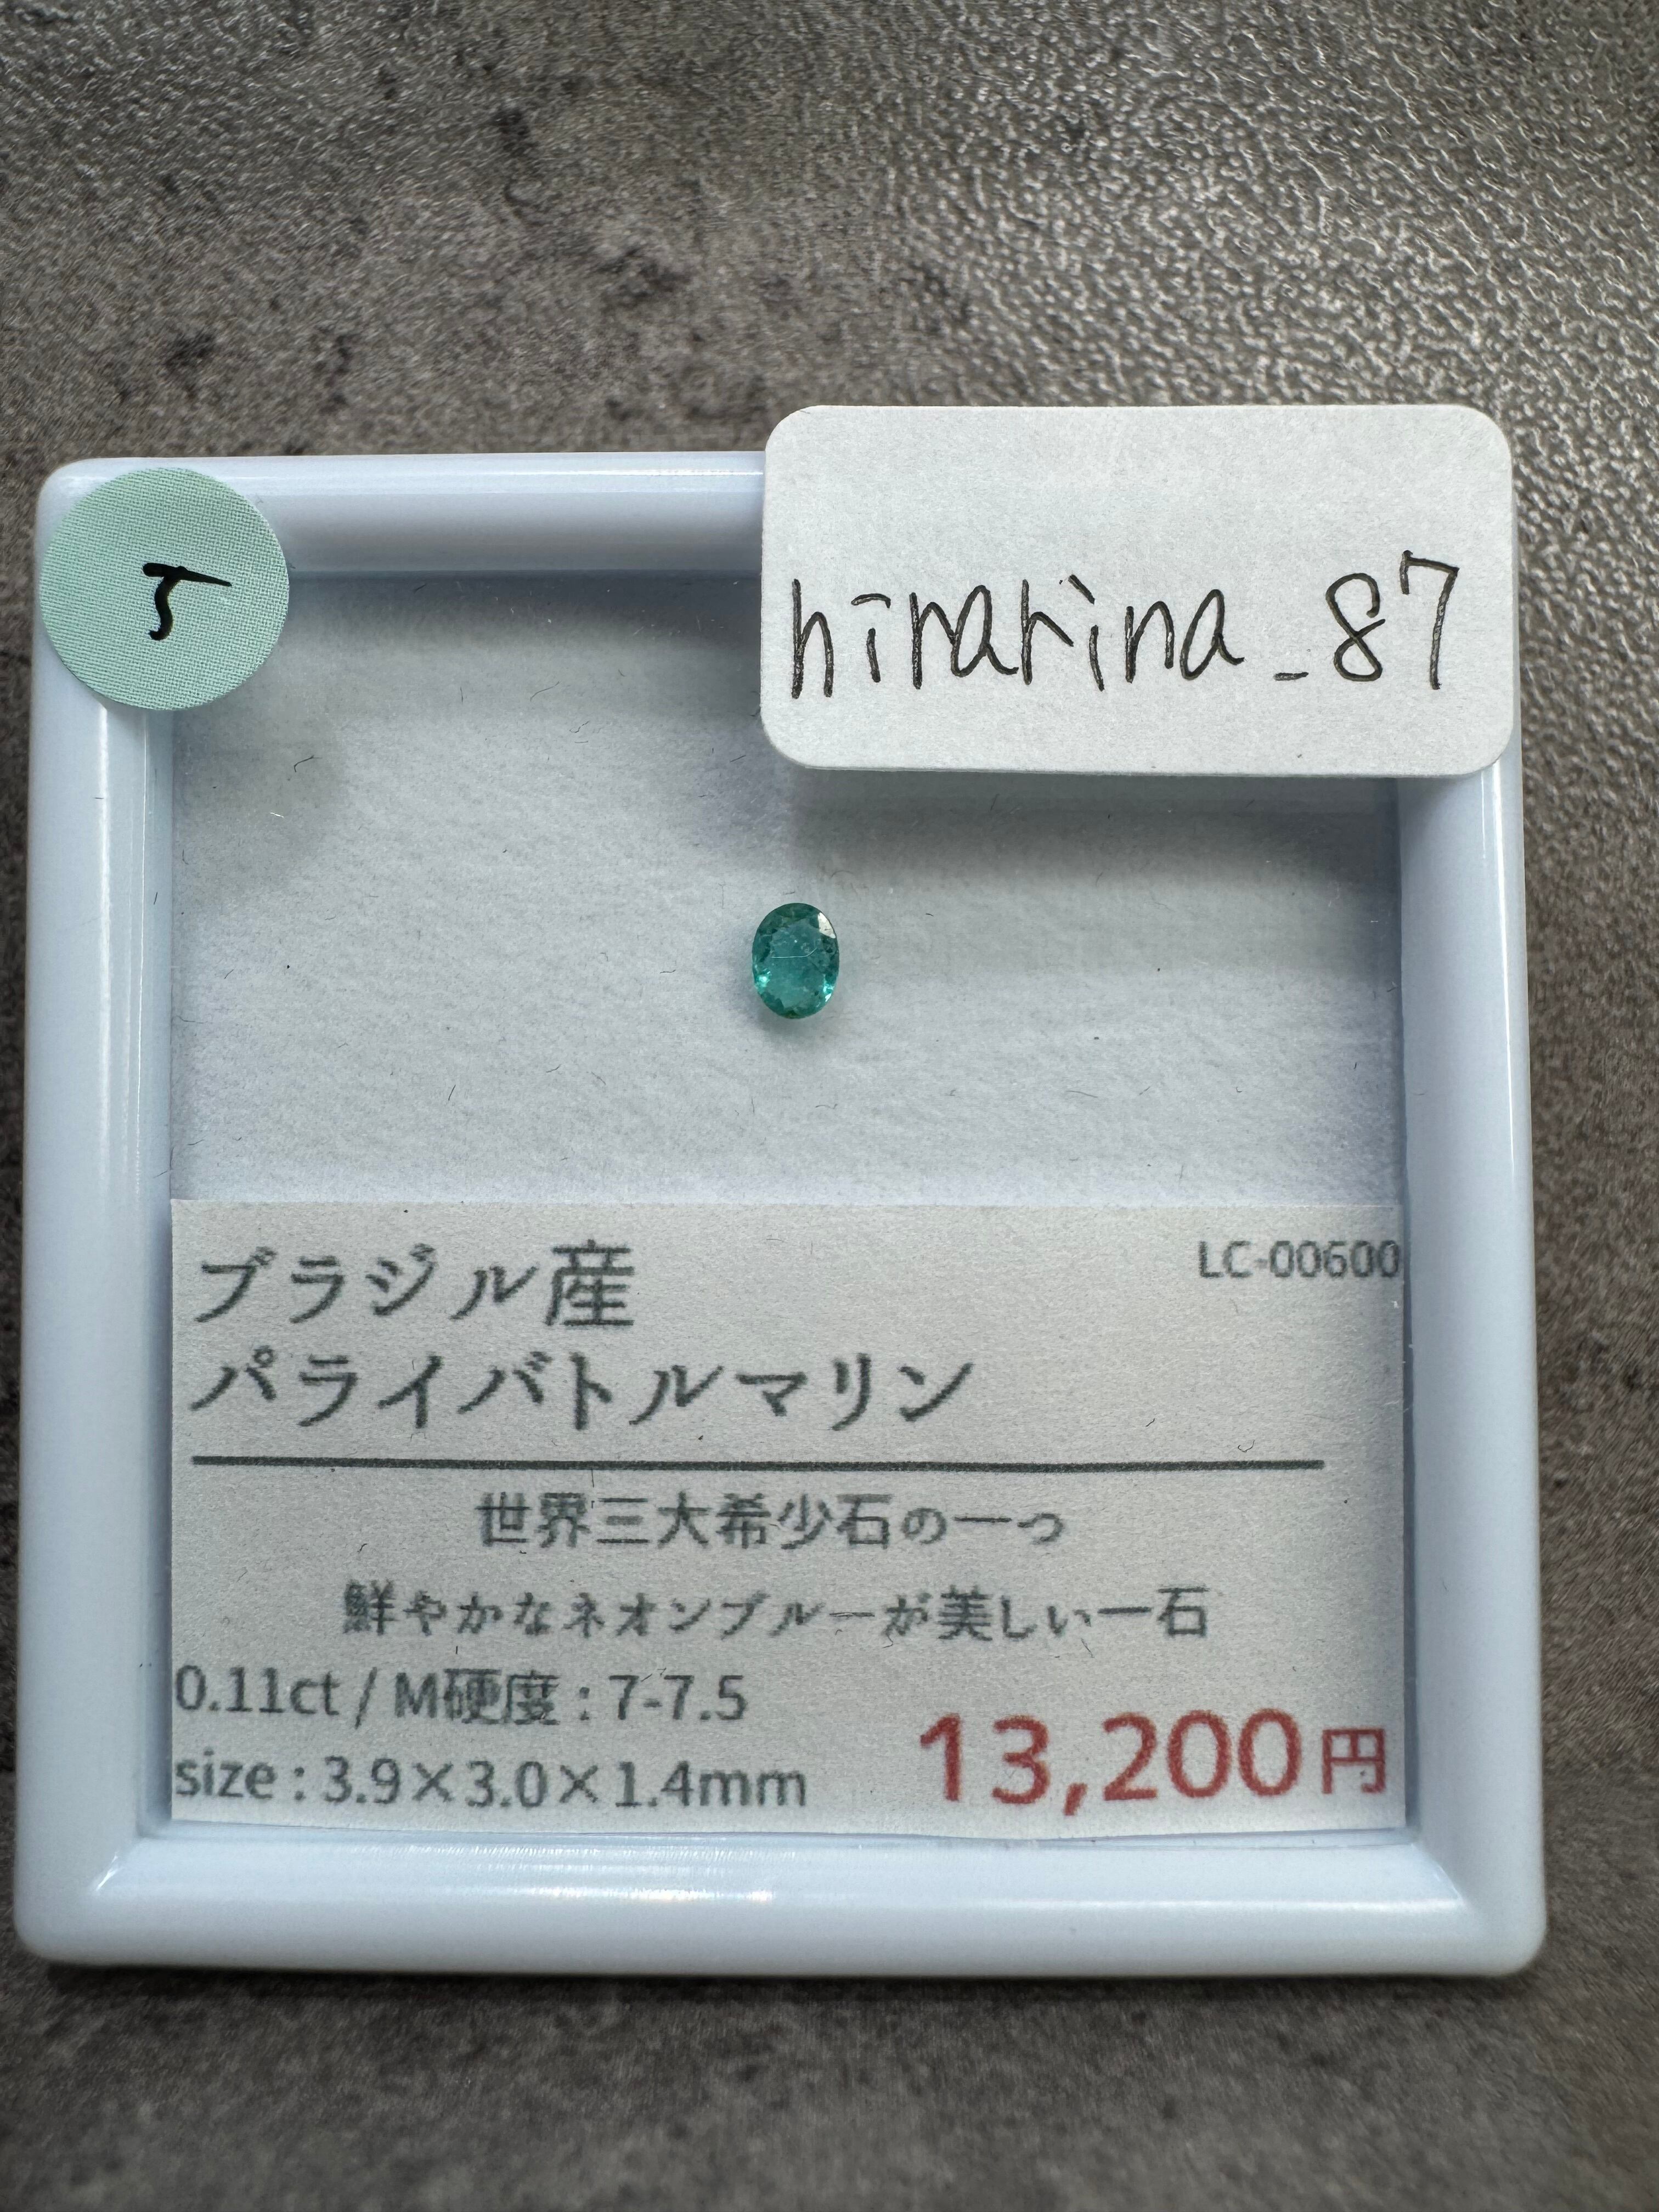 5
hirarina_87
ブラジル産
LC-00600
パライバトルマリン
世界三大希少石の一つ
鮮やかなネオンブルーが美しい一石
0.11ct / M硬度 : 7-7.5
size : 3.9×3.0×1.4mm
13,200円